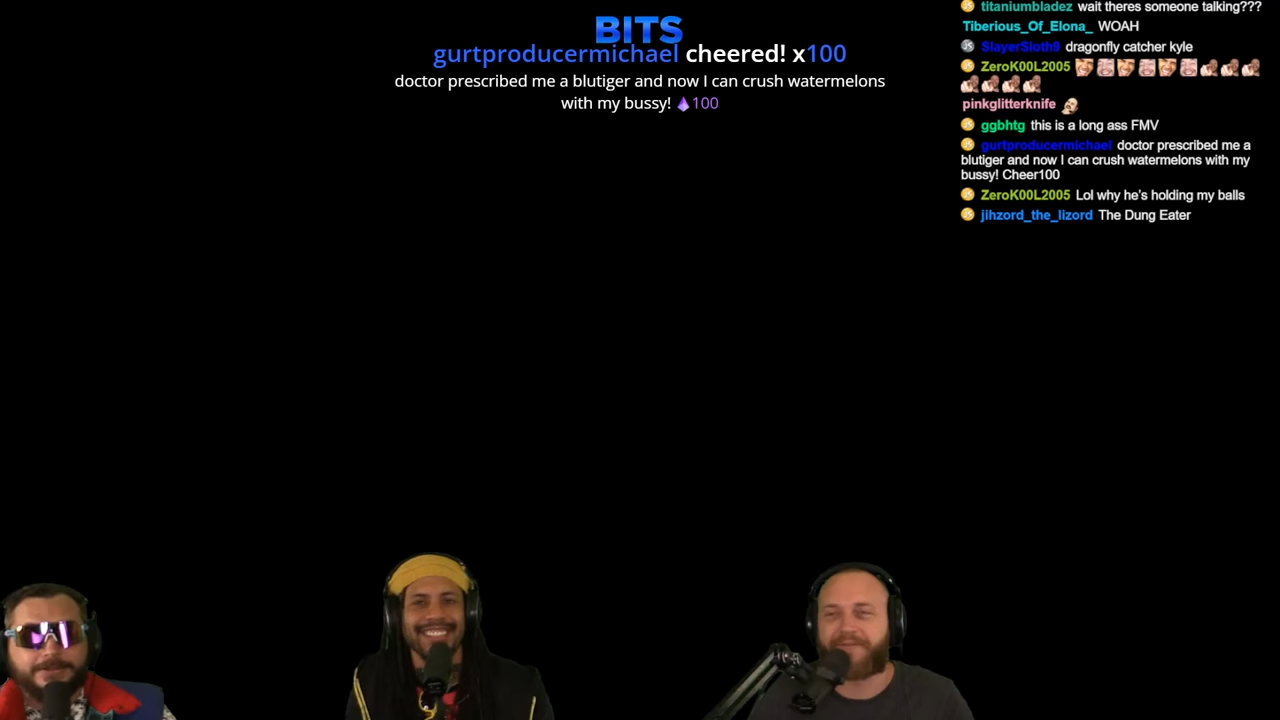 BITS
gurtproducermichael cheered! x100
doctor prescribed me a blutiger and now I can crush watermelons
with my bussy! 100
titaniumbladez wait theres someone talking???
Tiberious_Of_Elona_ WOAH
SlayerSloth9 dragonfly catcher kyle
ZeroK00L2005
pinkglitterknife
ggbhtg this is a long ass FMV
gurtproducermichael doctor prescribed me a
blutiger and now I can crush watermelons with my
bussy! Cheer100
ZeroK00L2005 Lol why he's holding my balls
jihzord_the_lizord The Dung Eater